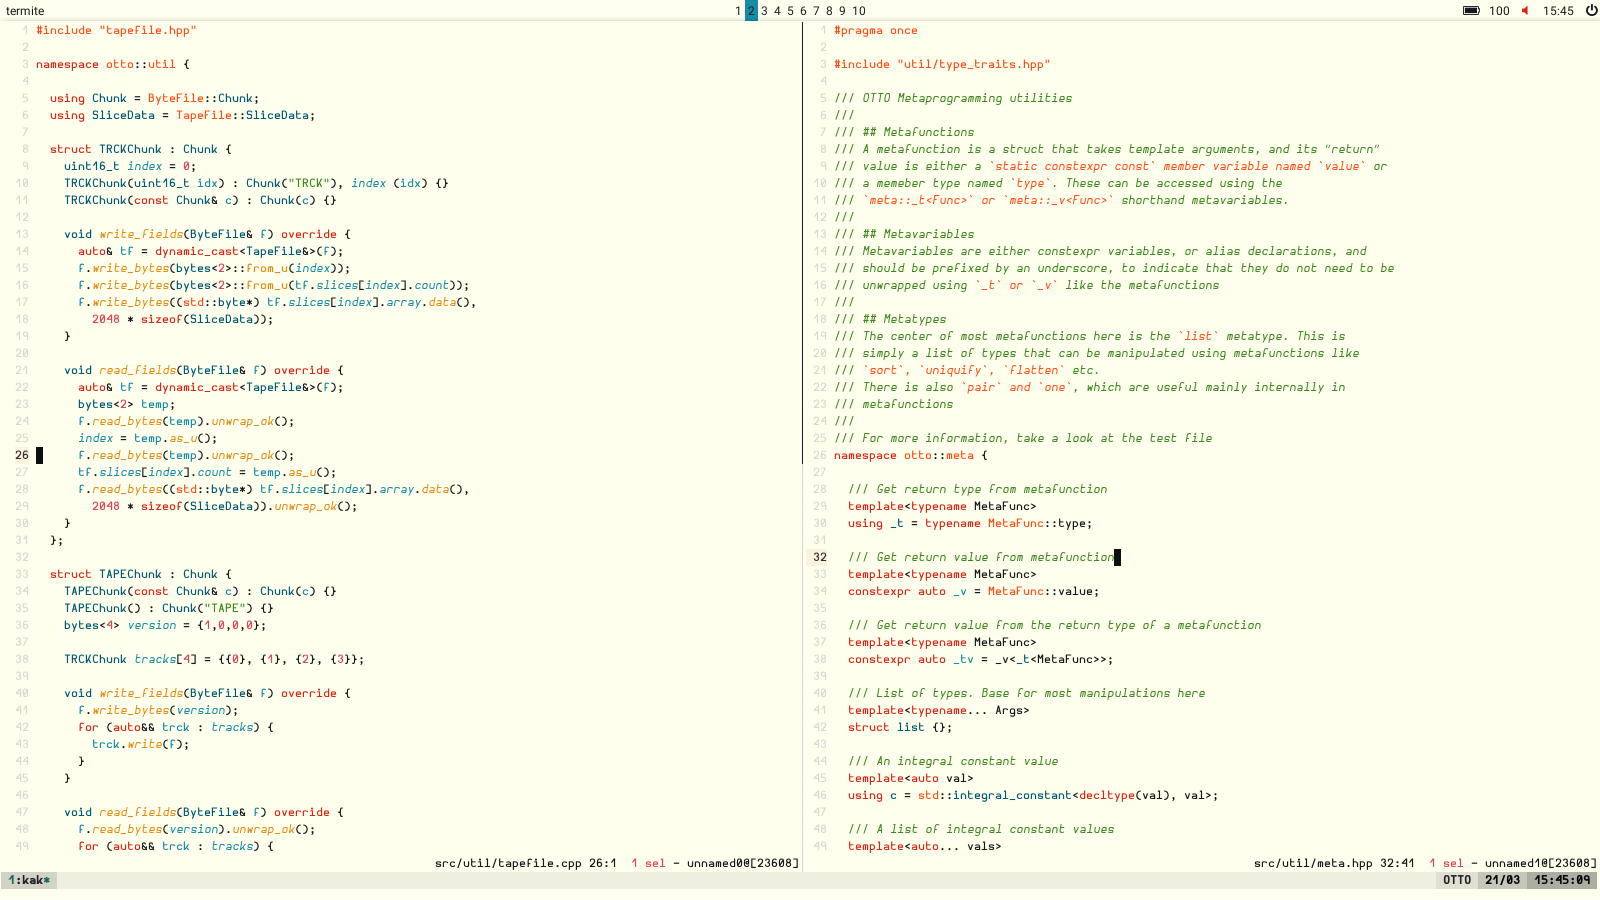 termite
1 2 3 4 5 6 7 8 9 10
100 15:45
1 #include "tapefile.hpp"
2
3 namespace otto::util {
4
5 using Chunk = ByteFile::Chunk;
6 using SliceData = TapeFile::SliceData;
7
8 struct TRCKChunk : Chunk {
9 uint16_t index = 0;
10 TRCKChunk(uint16_t idx) : Chunk("TRCK"), index (idx) {}
11 TRCKChunk(const Chunk& c) : Chunk(c) {}
12
13 void write_fields(ByteFile& f) override {
14 auto& tf = dynamic_cast<TapeFile&>(f);
15 f.write_bytes(bytes<2>::from_u(index));
16 f.write_bytes(bytes<2>::from_u(tf.slices[index].count));
17 f.write_bytes((std::byte*) tf.slices[index].array.data(),
18 2048 * sizeof(SliceData));
19 }
20
21 void read_fields(ByteFile& f) override {
22 auto& tf = dynamic_cast<TapeFile&>(f);
23 bytes<2> temp;
24 f.read_bytes(temp).unwrap_ok();
25 index = temp.as_u();
26 f.read_bytes(temp).unwrap_ok();
27 tf.slices[index].count = temp.as_u();
28 f.read_bytes((std::byte*) tf.slices[index].array.data(),
29 2048 * sizeof(SliceData)).unwrap_ok();
30 }
31 };
32
33 struct TAPEChunk : Chunk {
34 TAPEChunk(const Chunk& c) : Chunk(c) {}
35 TAPEChunk() : Chunk("TAPE") {}
36 bytes<4> version = {1,0,0,0};
37
38 TRCKChunk tracks[4] = {{0}, {1}, {2}, {3}};
39
40 void write_fields(ByteFile& f) override {
41 f.write_bytes(version);
42 for (auto&& trck : tracks) {
43 trck.write(f);
44 }
45 }
46
47 void read_fields(ByteFile& f) override {
48 f.read_bytes(version).unwrap_ok();
49 for (auto&& trck : tracks) {
src/util/tapefile.cpp 26:1 1 sel - unnamed0@[23608]
1 #pragma once
2
3 #include "util/type_traits.hpp"
4
5 /// OTTO Metaprogramming utilities
6 ///
7 /// ## Metafunctions
8 /// A metafunction is a struct that takes template arguments, and its "return"
9 /// value is either a `static constexpr const` member variable named `value` or
10 /// a memeber type named `type`. These can be accessed using the
11 /// `meta::_t<Func>` or `meta::_v<Func>` shorthand metavariables.
12 ///
13 /// ## Metavariables
14 /// Metavariables are either constexpr variables, or alias declarations, and
15 /// should be prefixed by an underscore, to indicate that they do not need to be
16 /// unwrapped using `_t` or `_v` like the metafunctions
17 ///
18 /// ## Metatypes
19 /// The center of most metafunctions here is the `list` metatype. This is
20 /// simply a list of types that can be manipulated using metafunctions like
21 /// `sort`, `uniquify`, `flatten` etc.
22 /// There is also `pair` and `one`, which are useful mainly internally in
23 /// metafunctions
24 ///
25 /// For more information, take a look at the test file
26 namespace otto::meta {
27
28 /// Get return type from metafunction
29 template<typename MetaFunc>
30 using _t = typename MetaFunc::type;
31
32 /// Get return value from metafunction
33 template<typename MetaFunc>
34 constexpr auto _v = MetaFunc::value;
35
36 /// Get return value from the return type of a metafunction
37 template<typename MetaFunc>
38 constexpr auto _tv = _v<_t<MetaFunc>>;
39
40 /// List of types. Base for most manipulations here
41 template<typename... Args>
42 struct list {};
43
44 /// An integral constant value
45 template<auto val>
46 using c = std::integral_constant<decltype(val), val>;
47
48 /// A list of integral constant values
49 template<auto... vals>
src/util/meta.hpp 32:41 1 sel - unnamed1@[23608]
1:kak*
OTTO 21/03 15:45:09